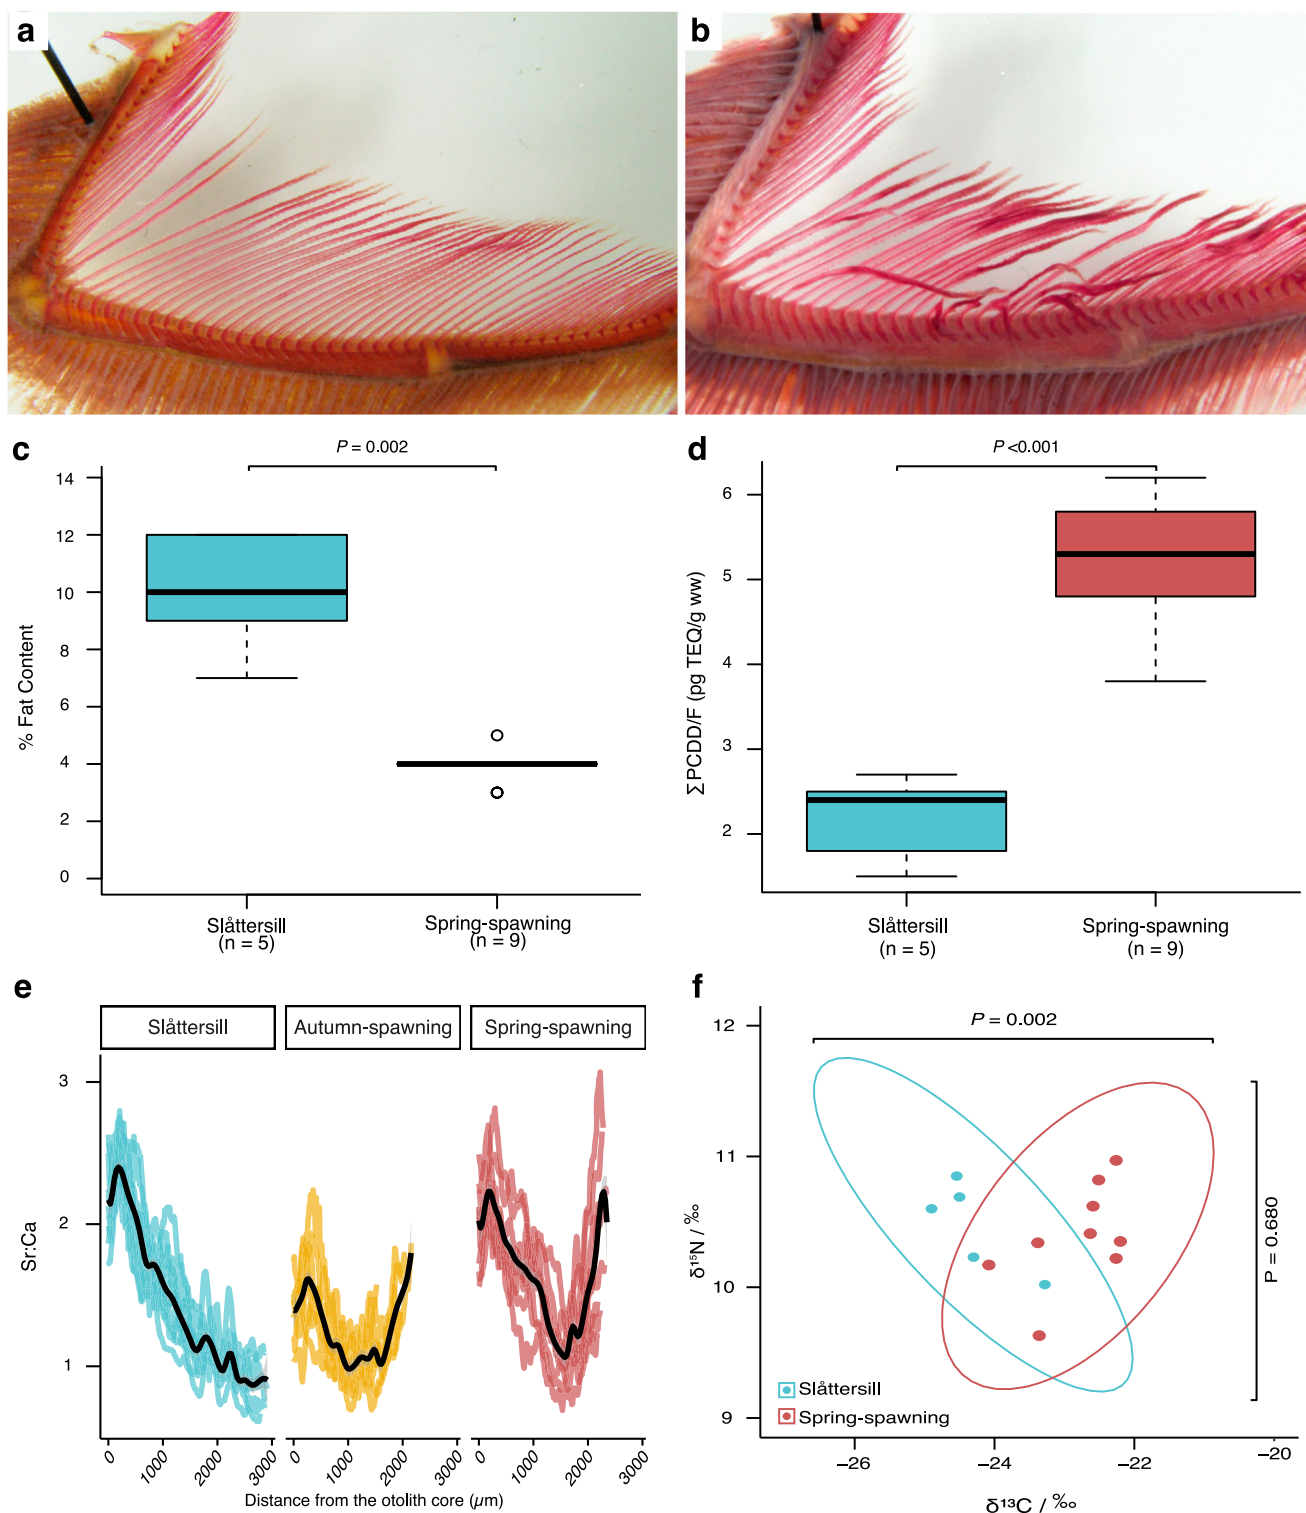 a
b
c
P = 0.002
14
12
10
8
6
4
2
0
% Fat Content
Slåttersill
(n = 5)
Spring-spawning
(n = 9)
d
P <0.001
6
5
4
3
2
∑PCDD/F (pg TEQ/g ww)
Slåttersill
(n = 5)
Spring-spawning
(n = 9)
e
Slåttersill
Autumn-spawning
Spring-spawning
3
2
1
Sr:Ca
0 1000 2000 3000
0 1000 2000 3000
0 1000 2000 3000
Distance from the otolith core (µm)
f
P = 0.002
12
11
10
9
δ¹⁵N / ‰
P = 0.680
Slåttersill
Spring-spawning
−26 −24 −22 −20
δ¹³C / ‰